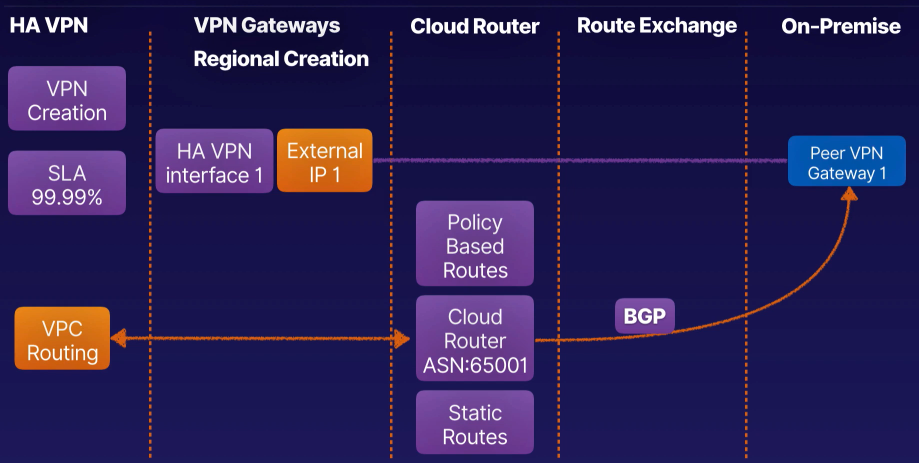 HA VPN
VPN Gateways
Regional Creation
Cloud Router
Route Exchange
On-Premise
VPN
Creation
SLA
99.99%
HA VPN
interface 1
External
IP 1
Peer VPN
Gateway 1
Policy
Based
Routes
VPC
Routing
Cloud
Router
ASN:65001
BGP
Static
Routes